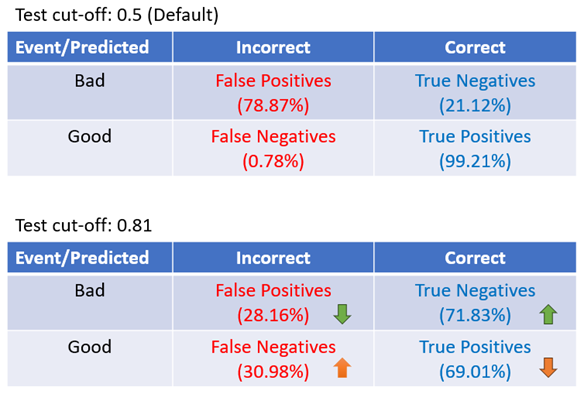 Test cut-off: 0.5 (Default)
Event/Predicted Incorrect Correct
Bad False Positives True Negatives
(78.87%) (21.12%)
Good False Negatives True Positives
(0.78%) (99.21%)
Test cut-off: 0.81
Event/Predicted Incorrect Correct
Bad False Positives True Negatives
(28.16%) (71.83%)
Good False Negatives True Positives
(30.98%) (69.01%)